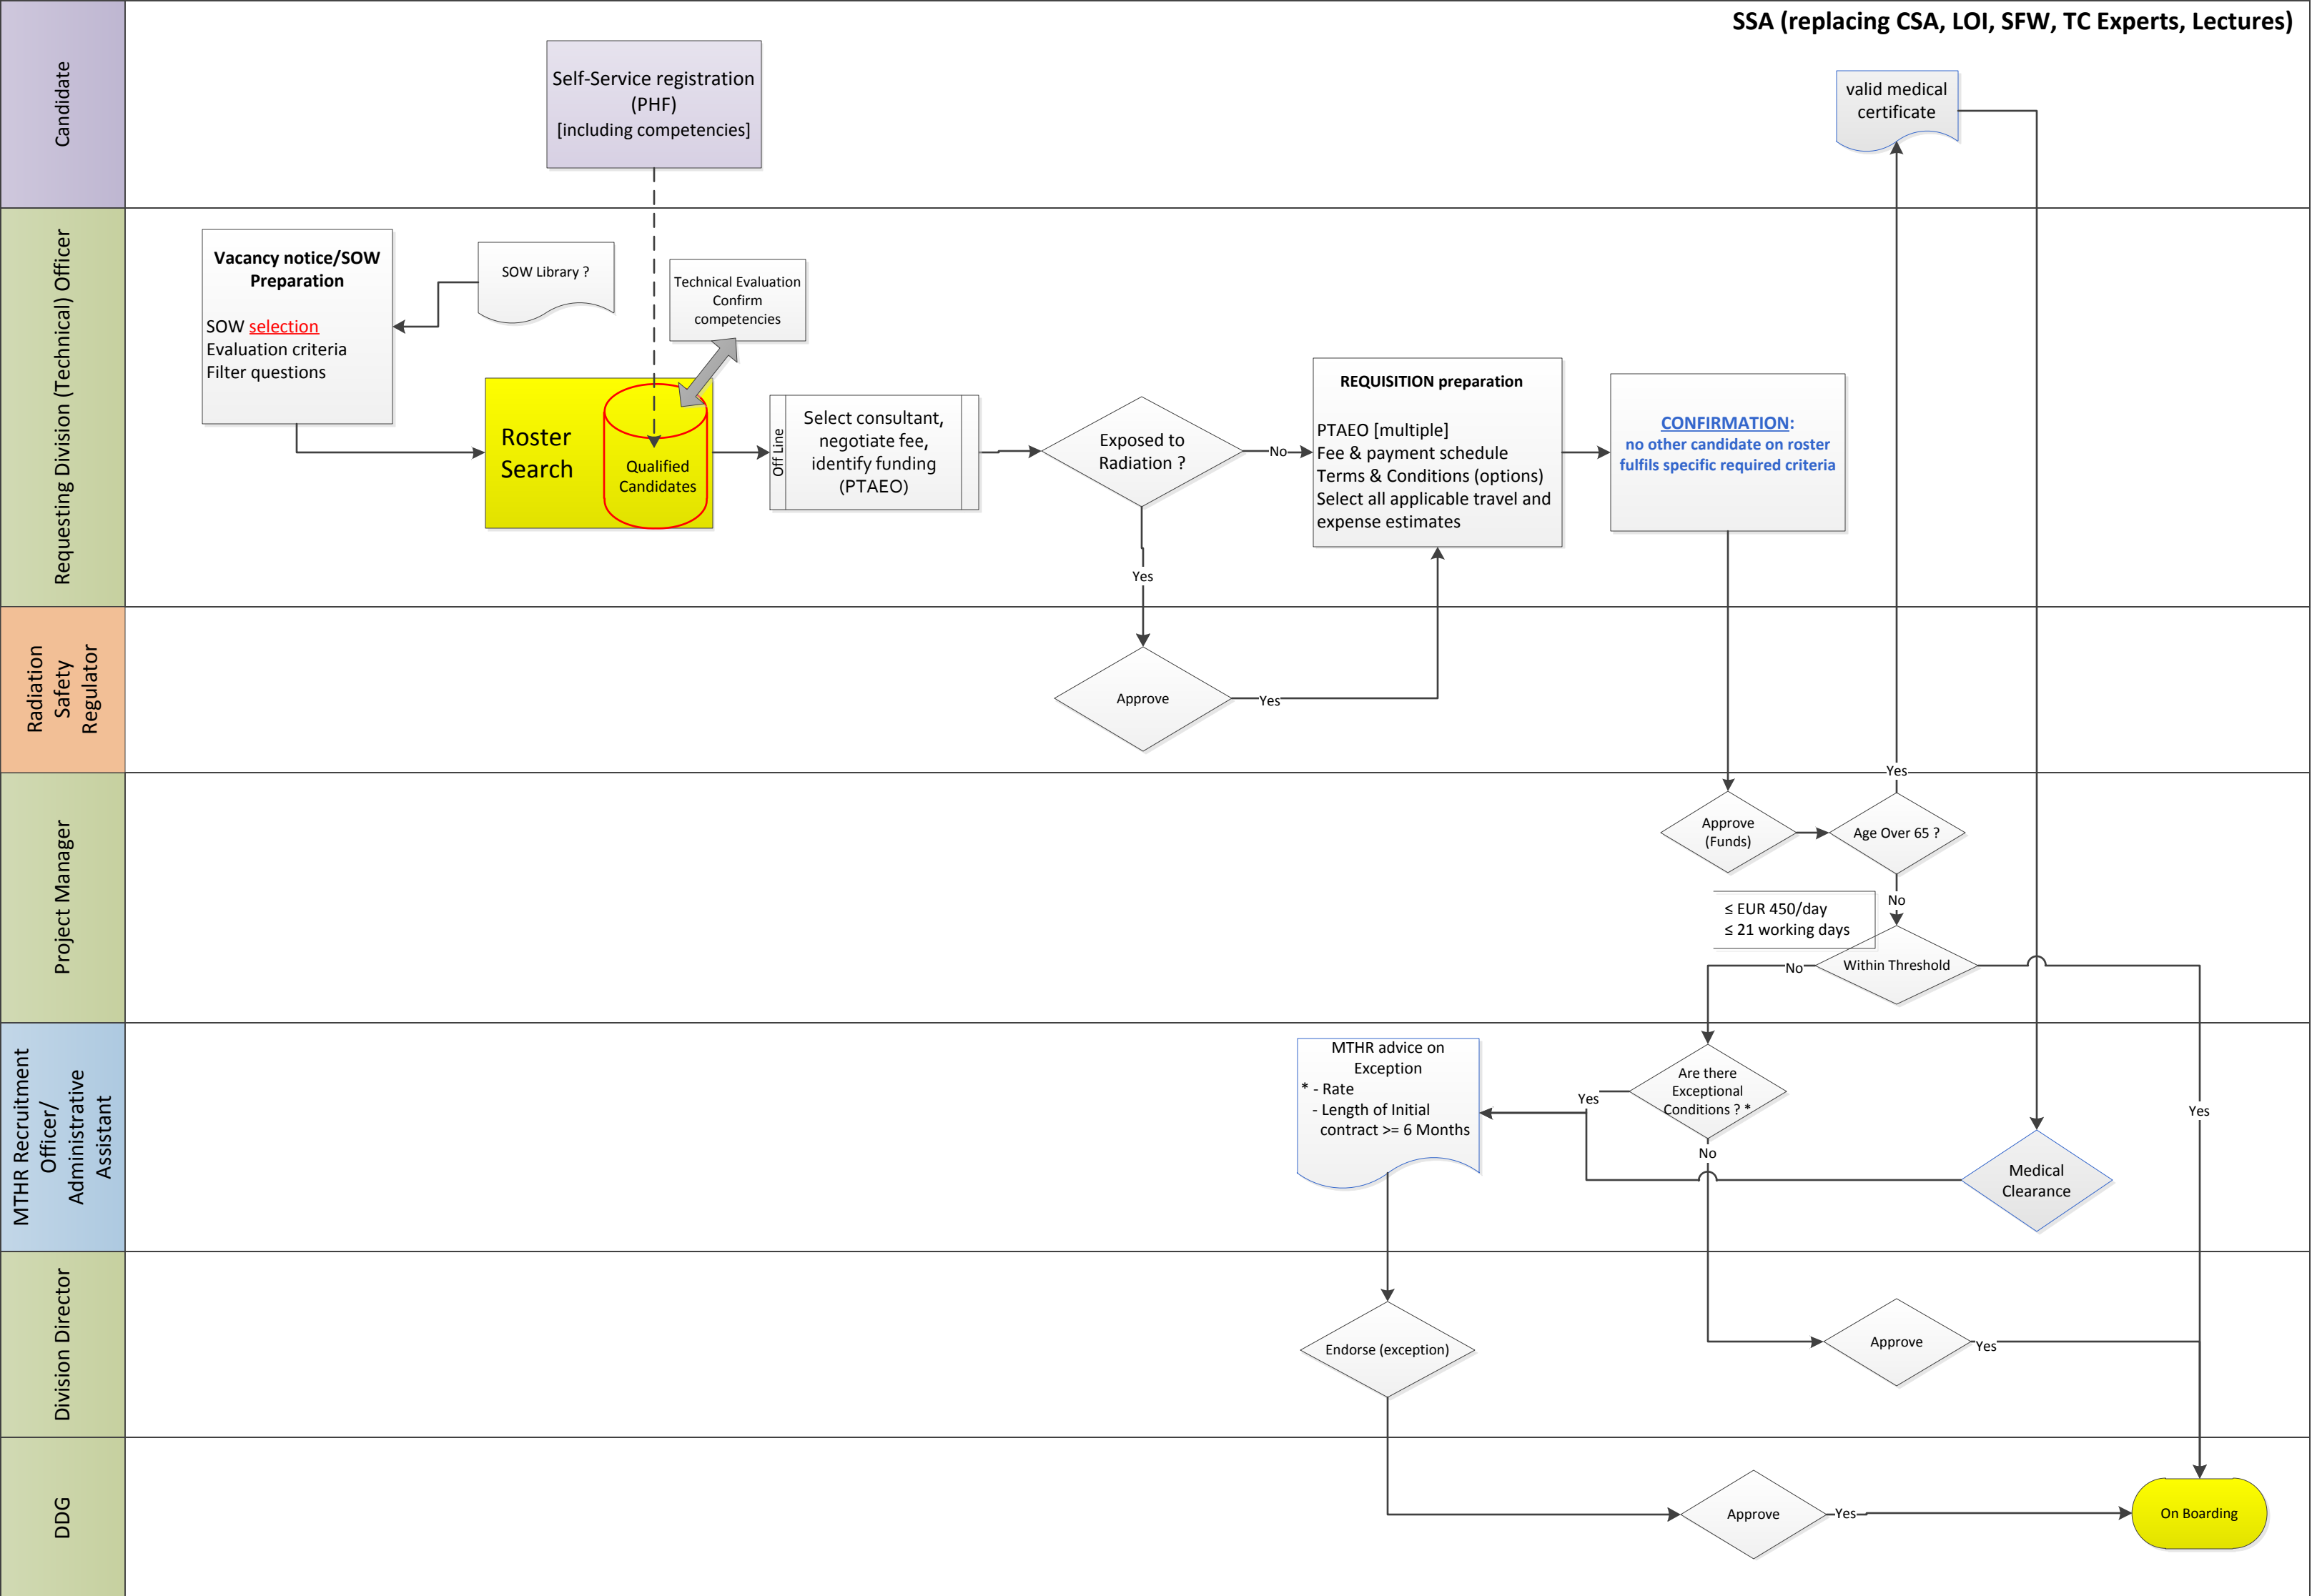 SSA (replacing CSA, LOI, SFW, TC Experts, Lectures)
Candidate
Self-Service registration
(PHF)
[including competencies]
valid medical
certificate
Requesting Division (Technical) Officer
Vacancy notice/SOW
Preparation
SOW selection
Evaluation criteria
Filter questions
SOW Library ?
Technical Evaluation
Confirm
competencies
Roster
Search
Qualified
Candidates
Off Line
Select consultant,
negotiate fee,
identify funding
(PTAEO)
Exposed to
Radiation ?
No
Yes
REQUISITION preparation
PTAEO [multiple]
Fee & payment schedule
Terms & Conditions (options)
Select all applicable travel and
expense estimates
CONFIRMATION:
no other candidate on roster
fulfils specific required criteria
Radiation
Safety
Regulator
Approve
Yes
Project Manager
Approve
(Funds)
Age Over 65 ?
Yes
No
≤ EUR 450/day
≤ 21 working days
Within Threshold
No
Yes
MTHR Recruitment
Officer/
Administrative
Assistant
MTHR advice on
Exception
* - Rate
- Length of Initial
contract >= 6 Months
Yes
Are there
Exceptional
Conditions ? *
No
Medical
Clearance
Division Director
Endorse (exception)
Approve
Yes
DDG
Approve
Yes
On Boarding